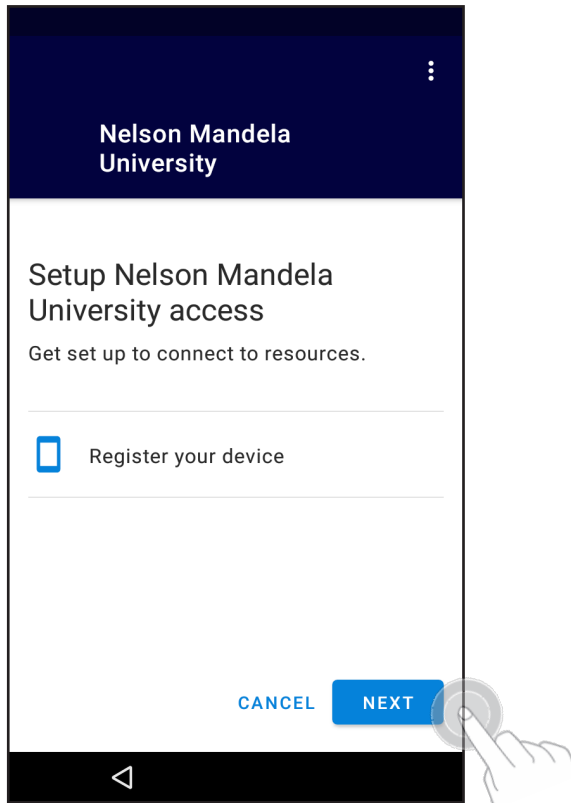 Nelson Mandela
University
Setup Nelson Mandela
University access
Get set up to connect to resources.
Register your device
CANCEL NEXT